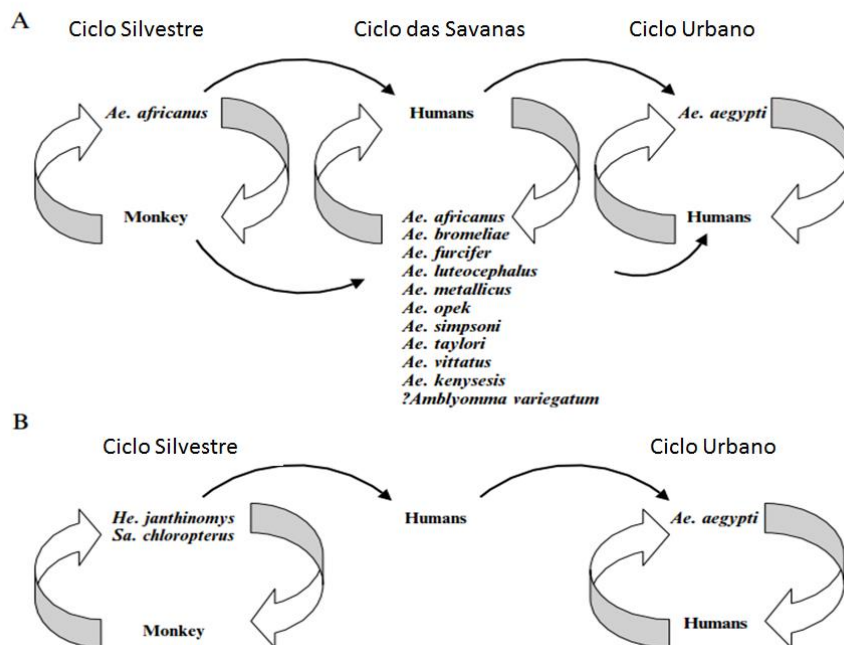 A
Ciclo Silvestre
Ciclo das Savanas
Ciclo Urbano
Ae. africanus
Humans
Ae. aegypti
Monkey
Ae. africanus
Ae. bromeliae
Ae. furcifer
Ae. luteocephalus
Ae. metallicus
Ae. opek
Ae. simpsoni
Ae. taylori
Ae. vittatus
Ae. kenysesis
?Amblyomma variegatum
Humans
B
Ciclo Silvestre
Ciclo Urbano
He. janthinomys
Sa. chloropterus
Humans
Ae. aegypti
Monkey
Humans